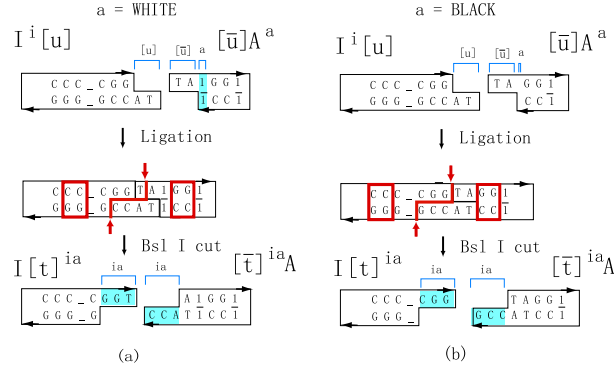 a = WHITE
I^i[u] [u] [ū] a [ū]A^a
C C C _ C G G T A 1 G G 1̄
G G G _ G C C A T 1̄ C C 1̄
Ligation
C C C _ C G G T A 1 G G 1̄
G G G _ G C C A T 1̄ C C 1̄
Bsl I cut
I[t]^ia ia ia [t̄]^ia A
C C C _ C G G T A 1 G G 1̄
G G G _ G C C A T 1 C C 1̄
(a)
a = BLACK
I^i[u] [u] [ū] a [ū]A^a
C C C _ C G G T A G G 1̄
G G G _ G C C A T C C 1̄
Ligation
C C C _ C G G T A G G 1̄
G G G _ G C C A T C C 1̄
Bsl I cut
I[t]^ia ia ia [t̄]^ia A
C C C _ C G G T A G G 1̄
G G G _ G C C A T C C 1̄
(b)